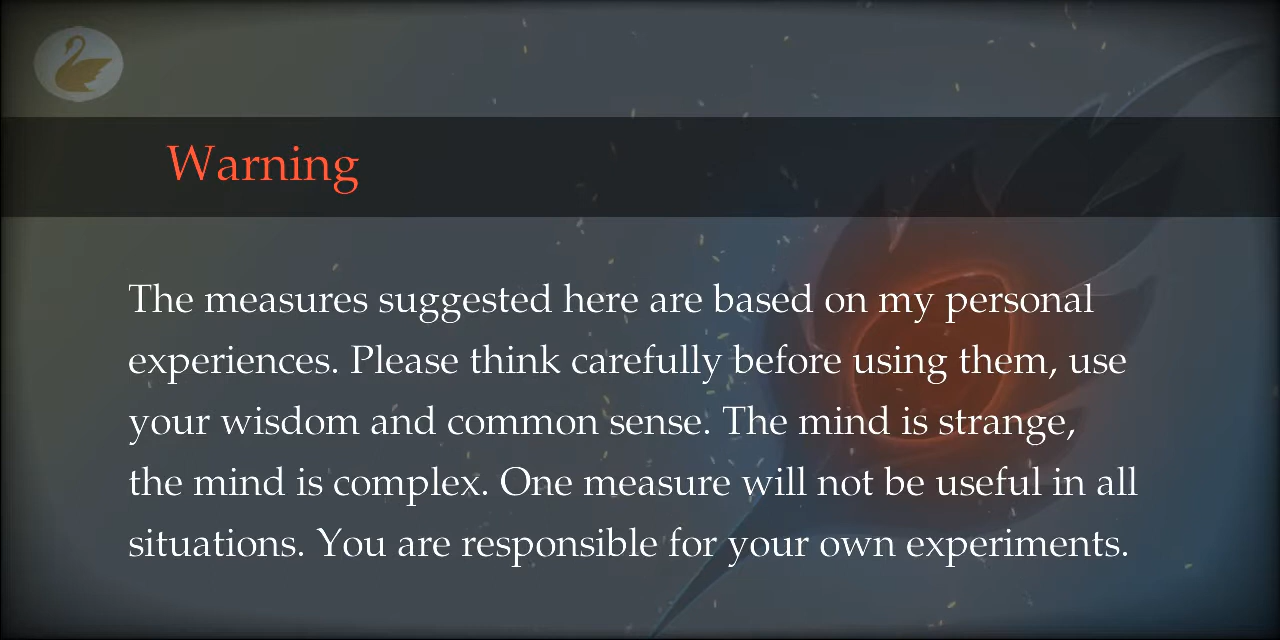 Warning
The measures suggested here are based on my personal
experiences. Please think carefully before using them, use
your wisdom and common sense. The mind is strange,
the mind is complex. One measure will not be useful in all
situations. You are responsible for your own experiments.